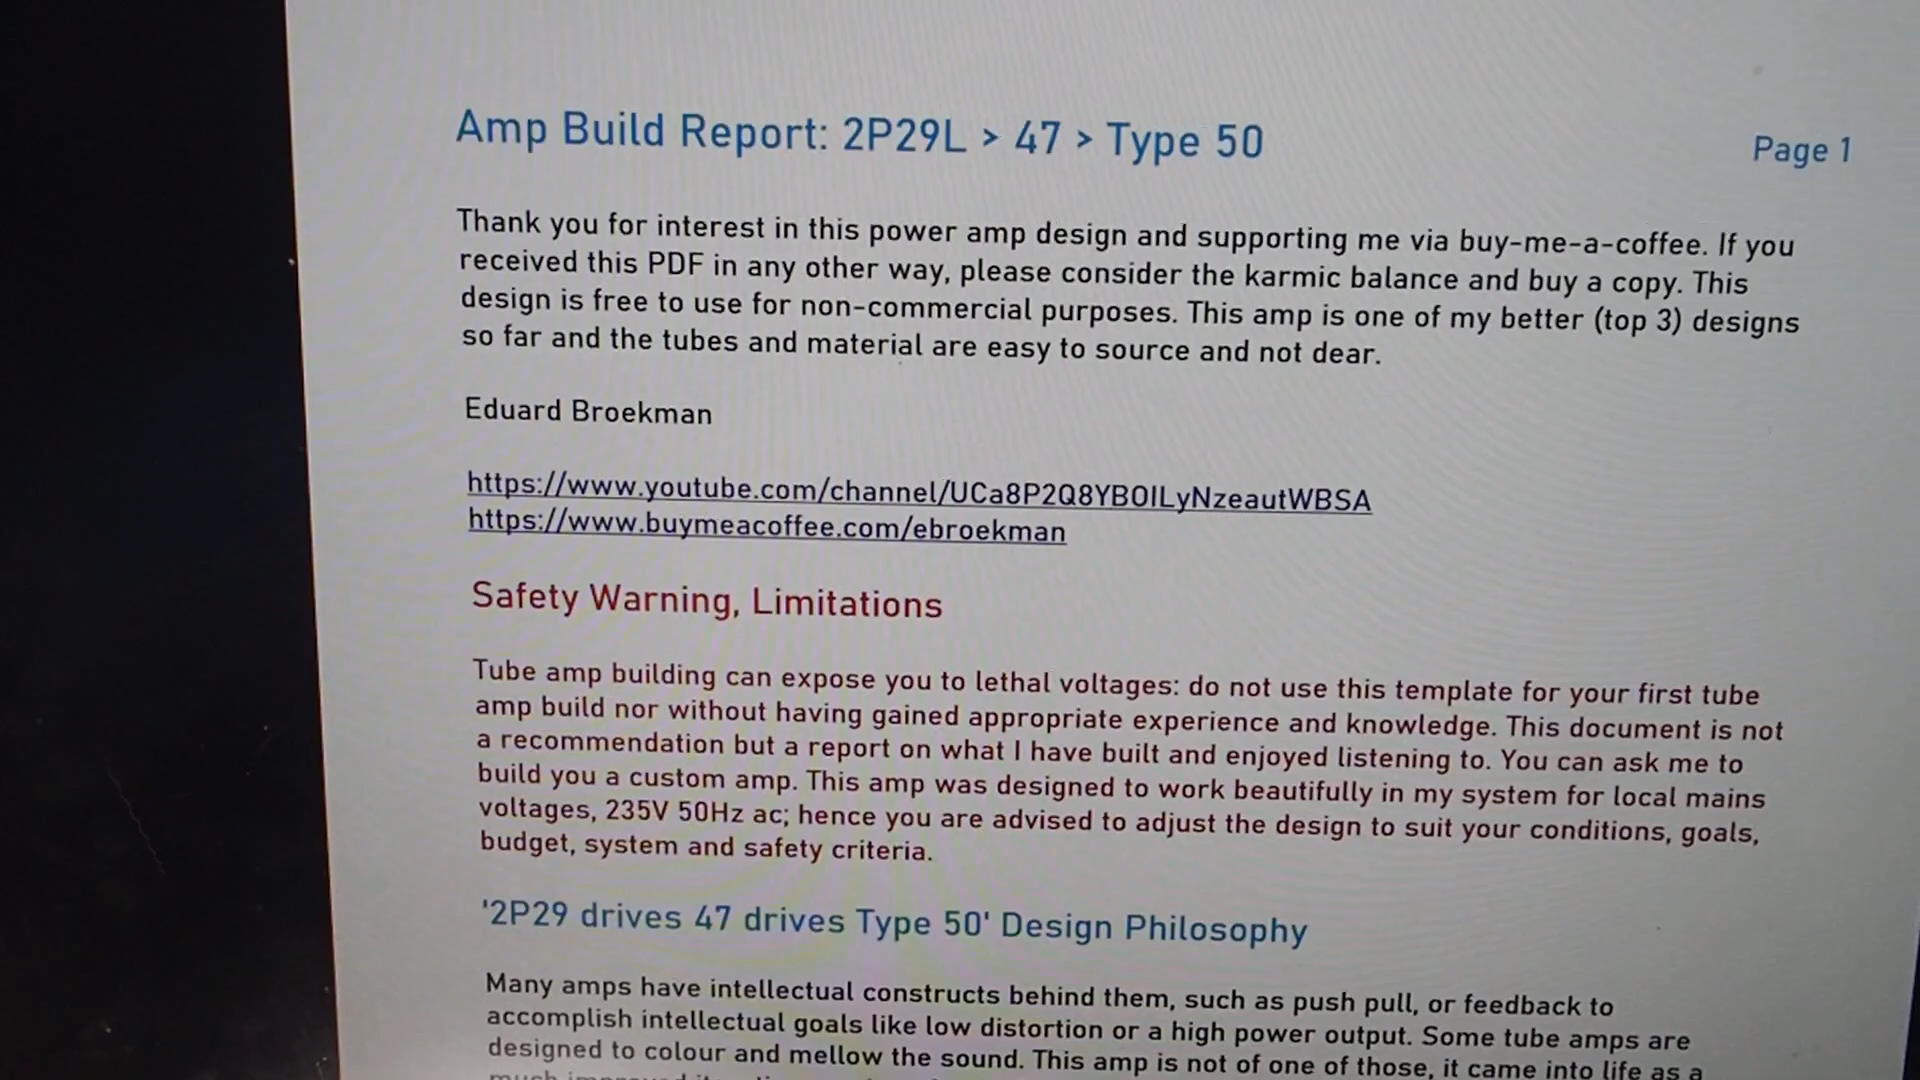 Amp Build Report: 2P29L > 47 > Type 50
Page 1
Thank you for interest in this power amp design and supporting me via buy-me-a-coffee. If you
received this PDF in any other way, please consider the karmic balance and buy a copy. This
design is free to use for non-commercial purposes. This amp is one of my better (top 3) designs
so far and the tubes and material are easy to source and not dear.
Eduard Broekman
https://www.youtube.com/channel/UCa8P2Q8YBOILyNzeautWBSA
https://www.buymeacoffee.com/ebroekman
Safety Warning, Limitations
Tube amp building can expose you to lethal voltages: do not use this template for your first tube
amp build nor without having gained appropriate experience and knowledge. This document is not
a recommendation but a report on what I have built and enjoyed listening to. You can ask me to
build you a custom amp. This amp was designed to work beautifully in my system for local mains
voltages, 235V 50Hz ac; hence you are advised to adjust the design to suit your conditions, goals,
budget, system and safety criteria.
'2P29 drives 47 drives Type 50' Design Philosophy
Many amps have intellectual constructs behind them, such as push pull, or feedback to
accomplish intellectual goals like low distortion or a high power output. Some tube amps are
designed to colour and mellow the sound. This amp is not of one of those, it came into life as a